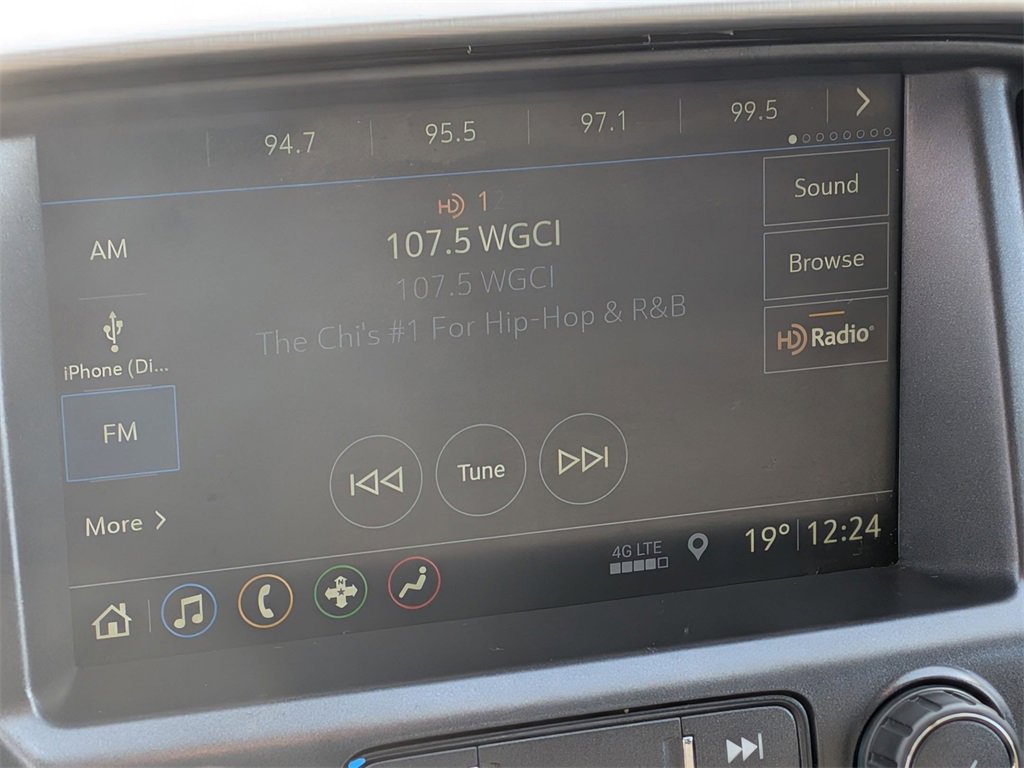 94.7 95.5 97.1 99.5
HD 1 2
107.5 WGCI
107.5 WGCI
The Chi's #1 For Hip-Hop & R&B
Sound
Browse
HD Radio
AM
iPhone (Di...
FM
More
Tune
4G LTE
19° 12:24
N